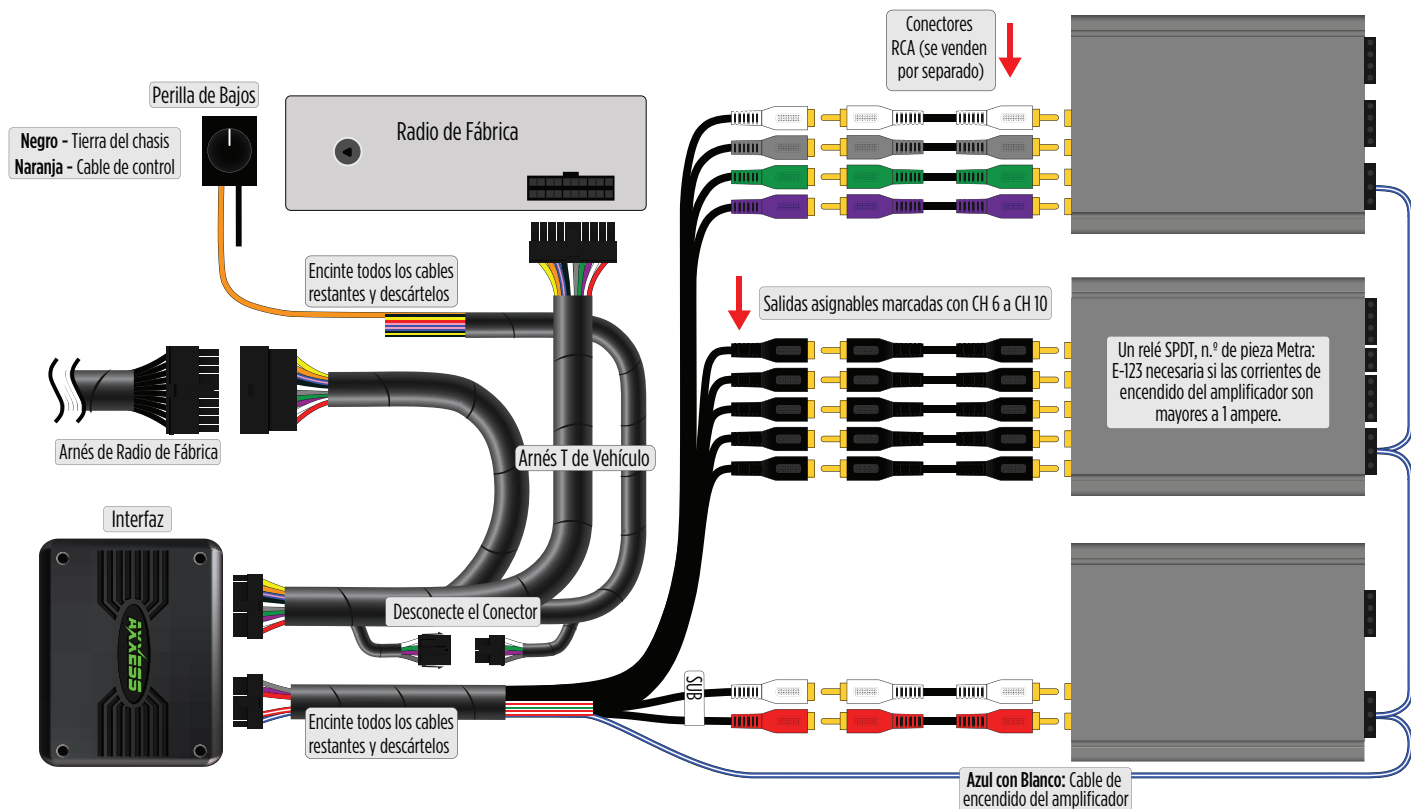 Conectores
RCA (se venden
por separado)
Perilla de Bajos
Negro - Tierra del chasis
Naranja - Cable de control
Radio de Fábrica
Encinte todos los cables
restantes y descártelos
Salidas asignables marcadas con CH 6 a CH 10
Un relé SPDT, n.º de pieza Metra:
E-123 necesaria si las corrientes de
encendido del amplificador son
mayores a 1 ampere.
Arnés de Radio de Fábrica
Arnés T de Vehículo
Interfaz
AXXESS
Desconecte el Conector
SUB
Encinte todos los cables
restantes y descártelos
Azul con Blanco: Cable de
encendido del amplificador